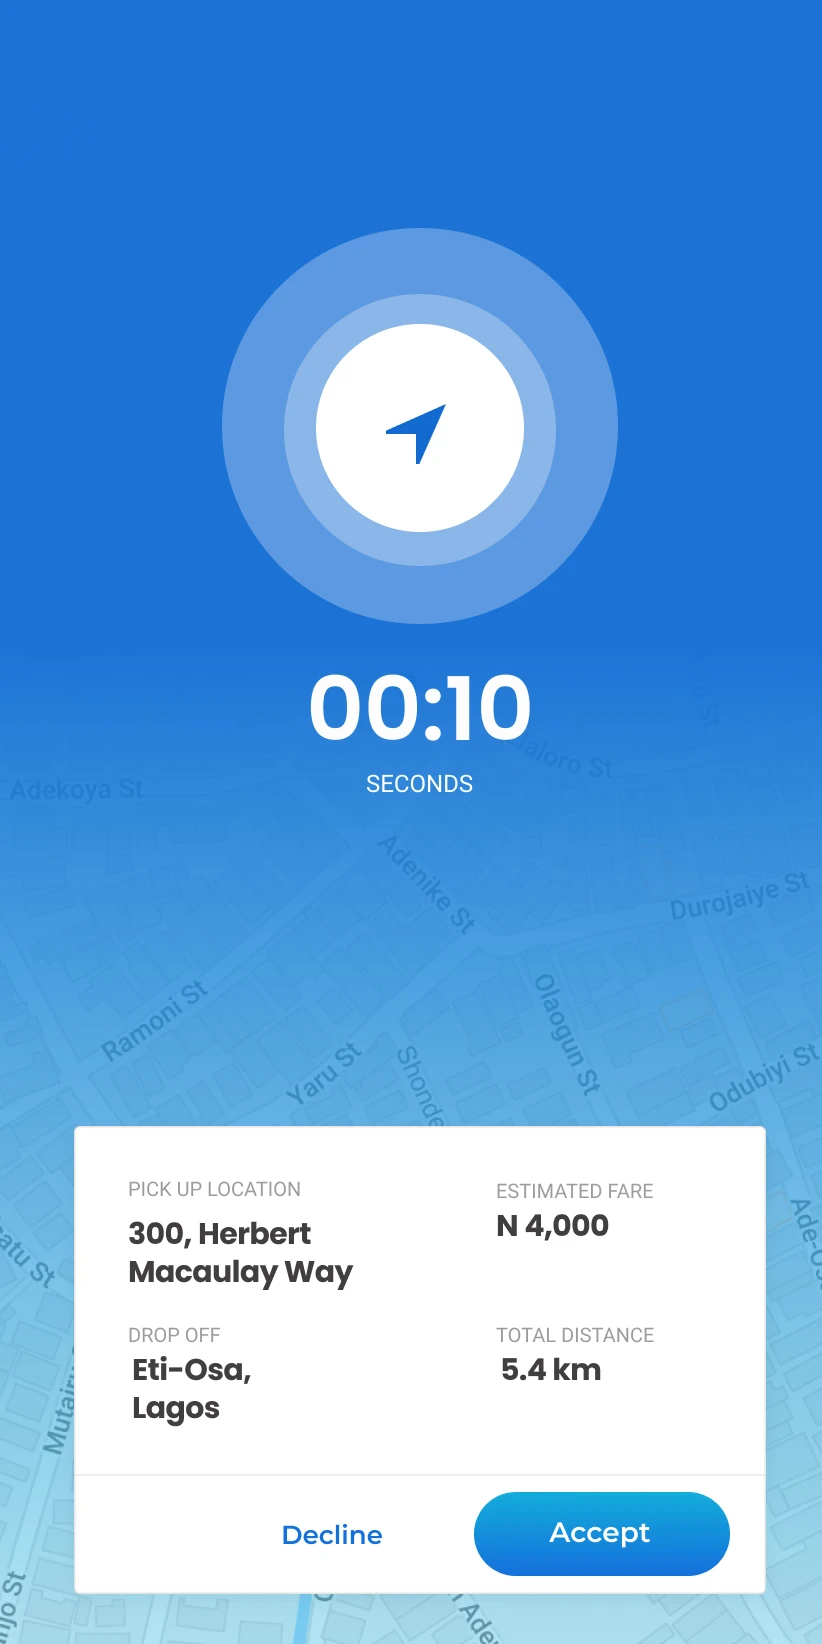 00:10
SECONDS
Adekoya St
Adenike St
Durojaiye St
Ramoni St
Olaogun St
Yaru St
Shonde
Odubiyi St
PICK UP LOCATION
300, Herbert
Macaulay Way
ESTIMATED FARE
N 4,000
DROP OFF
Eti-Osa,
Lagos
TOTAL DISTANCE
5.4 km
Decline
Accept